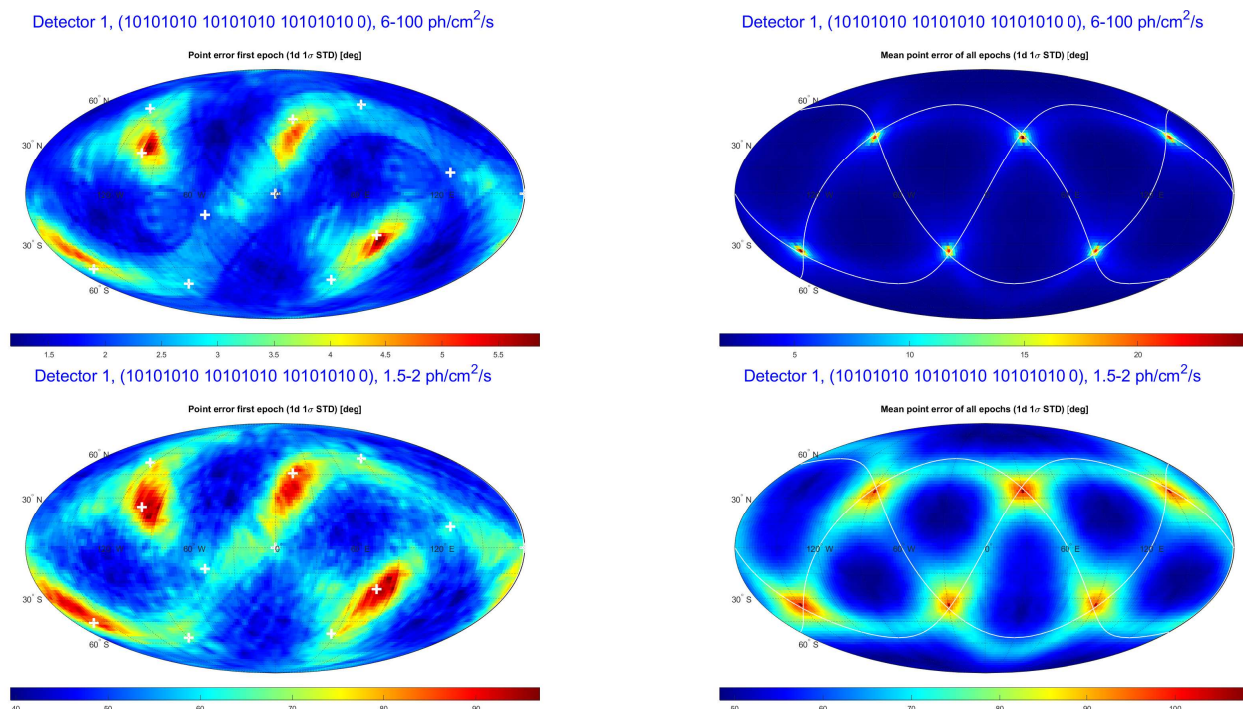 Detector 1, (10101010 10101010 10101010 0), 6-100 ph/cm²/s
Point error first epoch (1d 1σ STD) [deg]
60° N
30° N
120° W
60° W
0
120° E
30° S
60° S
1.5 2 2.5 3 3.5 4 4.5 5 5.5
Detector 1, (10101010 10101010 10101010 0), 6-100 ph/cm²/s
Mean point error of all epochs (1d 1σ STD) [deg]
60° N
30° N
120° W
0
60° E
120° E
30° S
60° S
5 10 15 20
Detector 1, (10101010 10101010 10101010 0), 1.5-2 ph/cm²/s
Point error first epoch (1d 1σ STD) [deg]
60° N
30° N
60° W
0
120° E
30° S
60° S
40 50 60 70 80 90
Detector 1, (10101010 10101010 10101010 0), 1.5-2 ph/cm²/s
Mean point error of all epochs (1d 1σ STD) [deg]
60° N
30° N
120° W
0
60° E
120° E
30° S
60° S
50 60 70 80 90 100